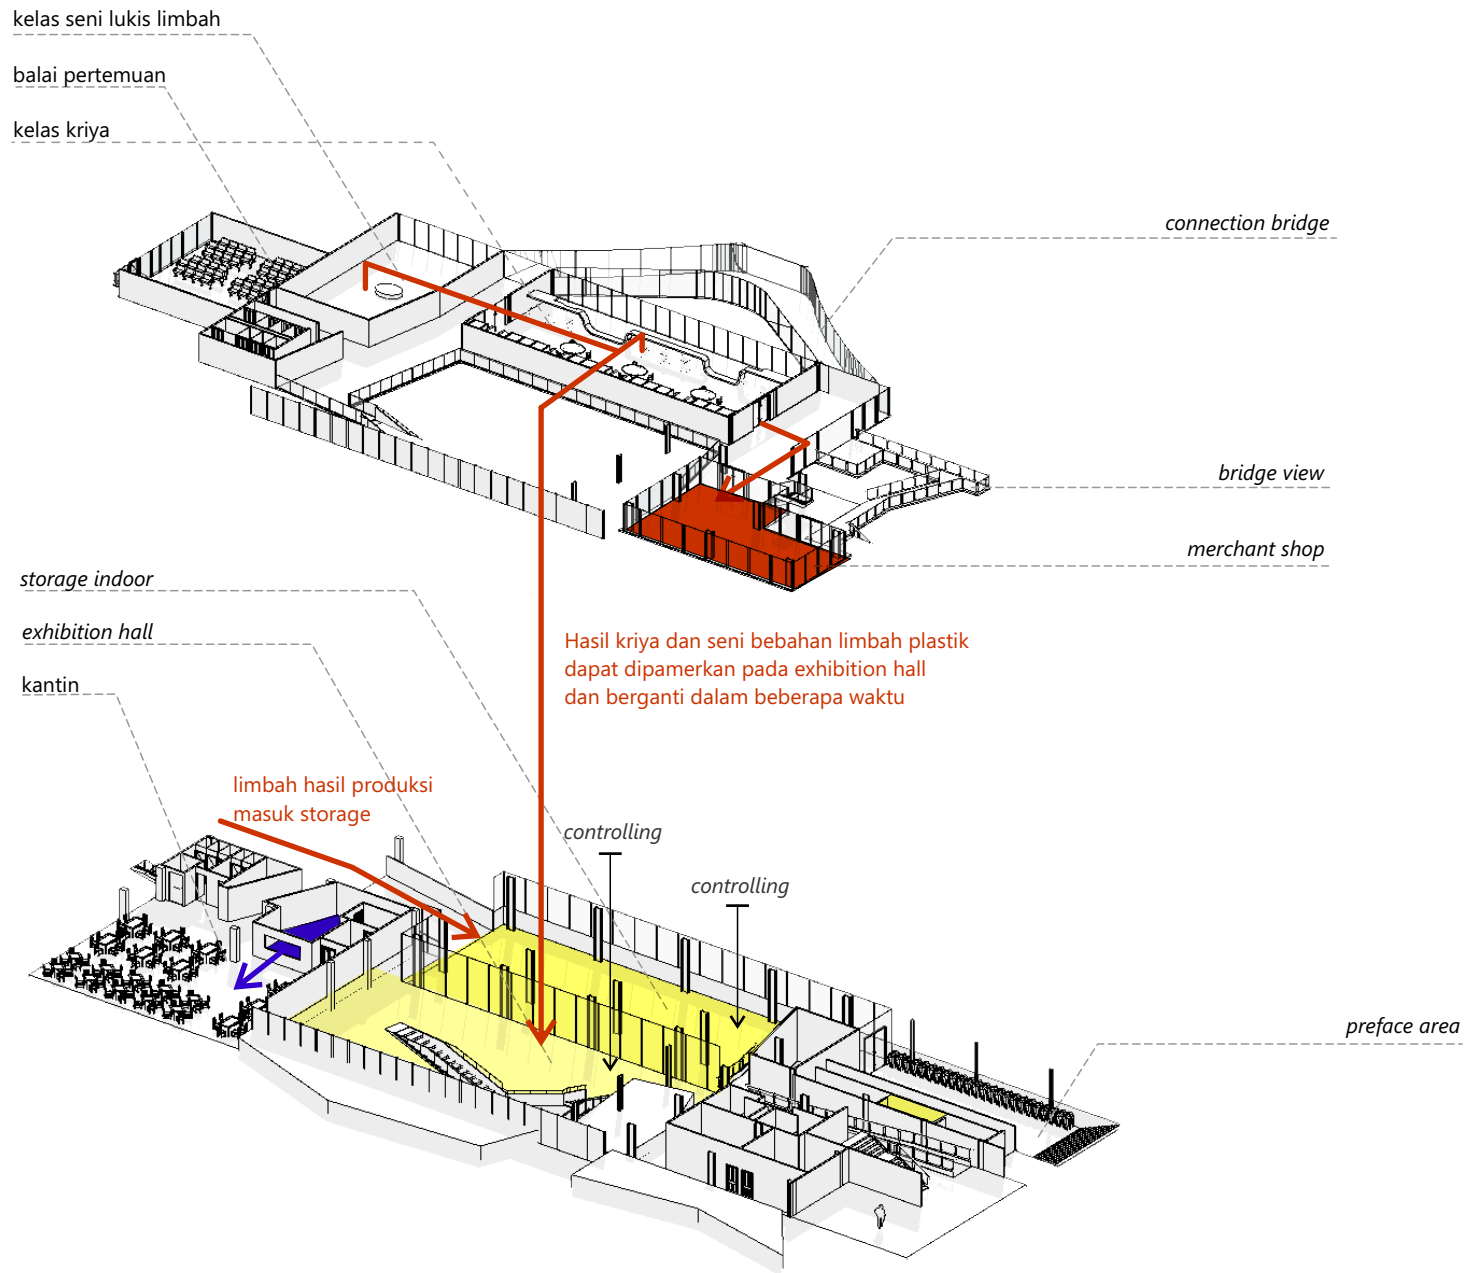 kelas seni lukis limbah
balai pertemuan
kelas kriya
connection bridge
bridge view
merchant shop
storage indoor
exhibition hall
kantin
Hasil kriya dan seni bebahan limbah plastik
dapat dipamerkan pada exhibition hall
dan berganti dalam beberapa waktu
limbah hasil produksi
masuk storage
controlling
controlling
preface area